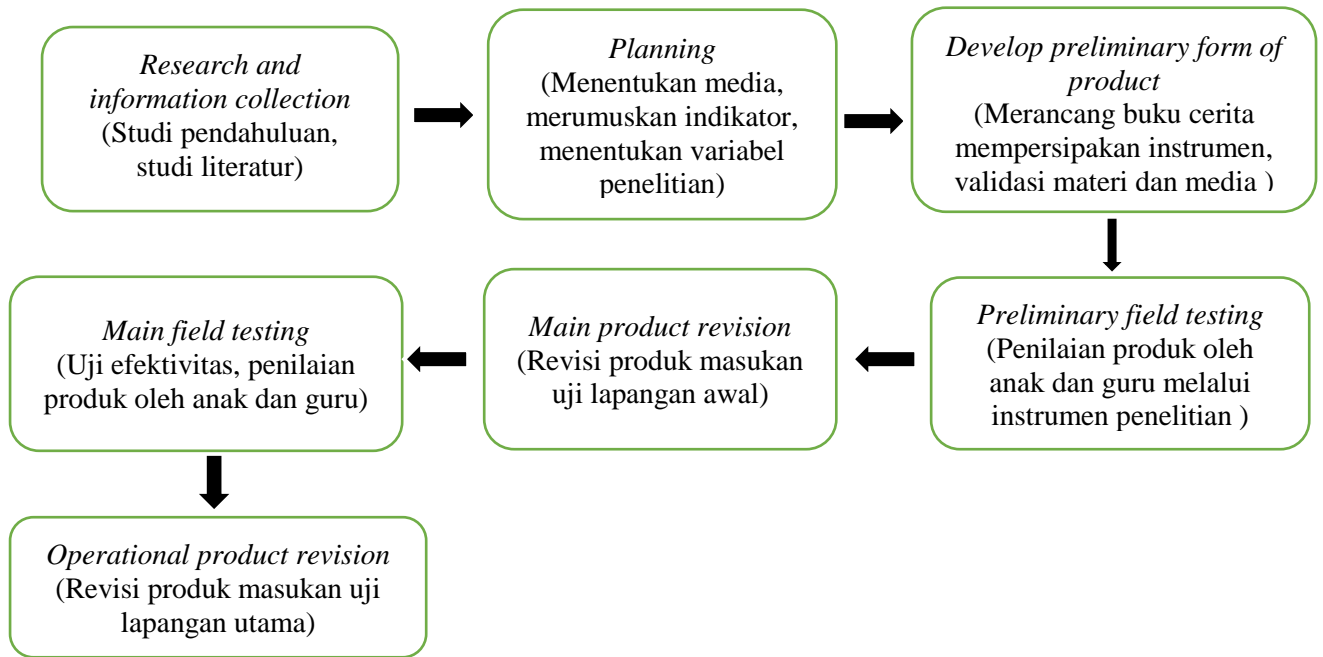 Research and
information collection
(Studi pendahuluan,
studi literatur)
Planning
(Menentukan media,
merumuskan indikator,
menentukan variabel
penelitian)
Develop preliminary form of
product
(Merancang buku cerita
mempersipakan instrumen,
validasi materi dan media )
Preliminary field testing
(Penilaian produk oleh
anak dan guru melalui
instrumen penelitian )
Main product revision
(Revisi produk masukan
uji lapangan awal)
Main field testing
(Uji efektivitas, penilaian
produk oleh anak dan guru)
Operational product revision
(Revisi produk masukan uji
lapangan utama)